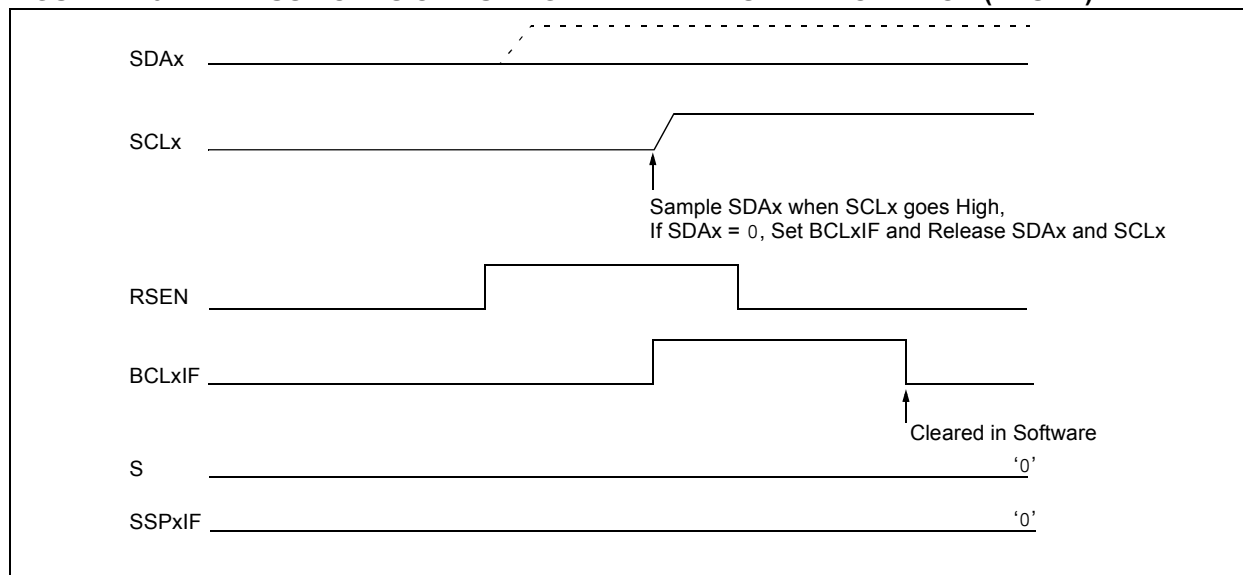 SDAx
SCLx
Sample SDAx when SCLx goes High,
If SDAx = 0, Set BCLxIF and Release SDAx and SCLx
RSEN
BCLxIF
Cleared in Software
S
'0'
SSPxIF
'0'